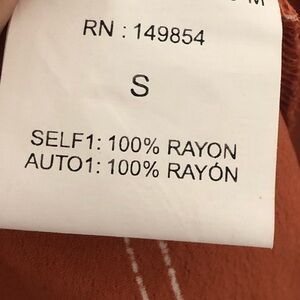 RN : 149854
S
SELF1: 100% RAYON
AUTO1: 100% RAYÓN